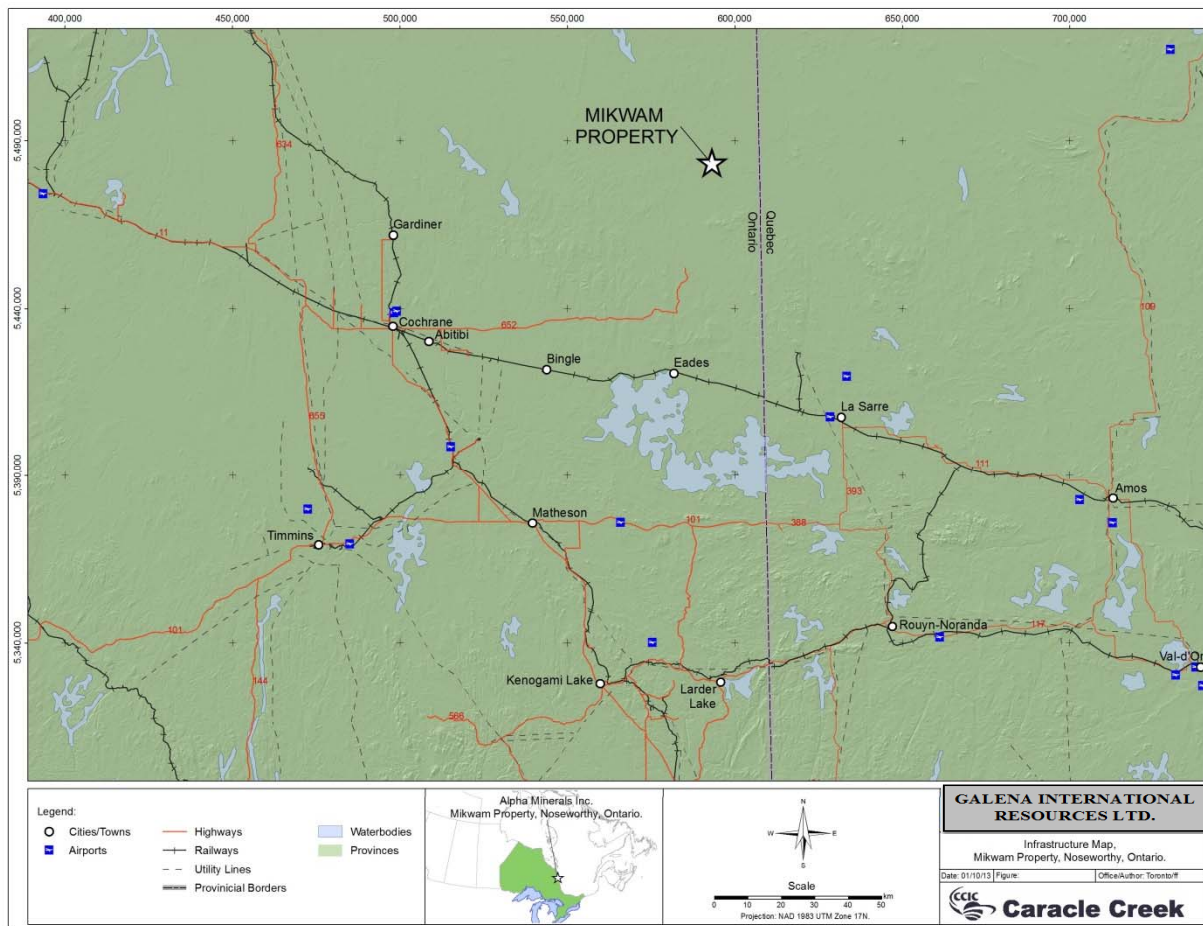 400,000
450,000
500,000
550,000
600,000
650,000
700,000
5,490,000
5,440,000
5,390,000
5,340,000
MIKWAM
PROPERTY
Quebec
Ontario
634
11
Gardiner
109
Cochrane
652
Abitibi
Bingle
Eades
La Sarre
655
111
393
Amos
Matheson
101
388
Timmins
101
Rouyn-Noranda
117
Val-d'Or
144
Kenogami Lake
Larder
Lake
566
Legend:
Cities/Towns
Airports
Highways
Railways
Utility Lines
Provinicial Borders
Waterbodies
Provinces
Alpha Minerals Inc.
Mikwam Property, Noseworthy, Ontario.
N
W
E
S
Scale
0 10 20 30 40 50
km
Projection: NAD 1983 UTM Zone 17N.
GALENA INTERNATIONAL
RESOURCES LTD.
Infrastructure Map,
Mikwam Property, Noseworthy, Ontario.
Date: 01/10/13
Figure:
Office/Author: Toronto/ff
CCIC
Caracle Creek